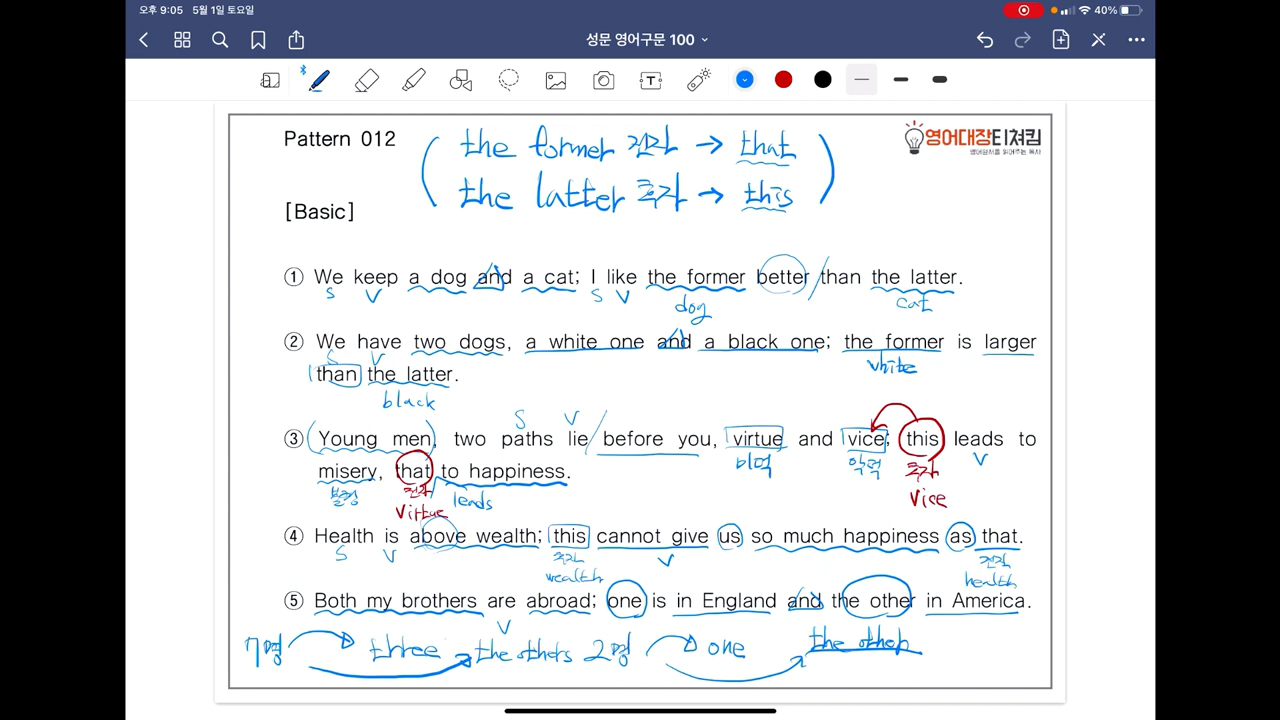 오후 9:05 5월 1일 토요일
40%
성문 영어구문 100
Pattern 012
the former 전자 → that
the latter 후자 → this
영어대장티쳐킴
[Basic]
① We keep a dog and a cat; I like the former better than the latter.
S V S V dog cat
② We have two dogs, a white one and a black one; the former is larger
S V white
than the latter.
black
S V
③ Young men, two paths lie before you, virtue and vice; this leads to
미덕 악덕 후자 V
vice
misery, that to happiness.
불행 전자 leads
virtue
④ Health is above wealth; this cannot give us so much happiness as that.
S V 후자 V 전자
wealth health
⑤ Both my brothers are abroad; one is in England and the other in America.
V
7명 three the others 2명 one the other